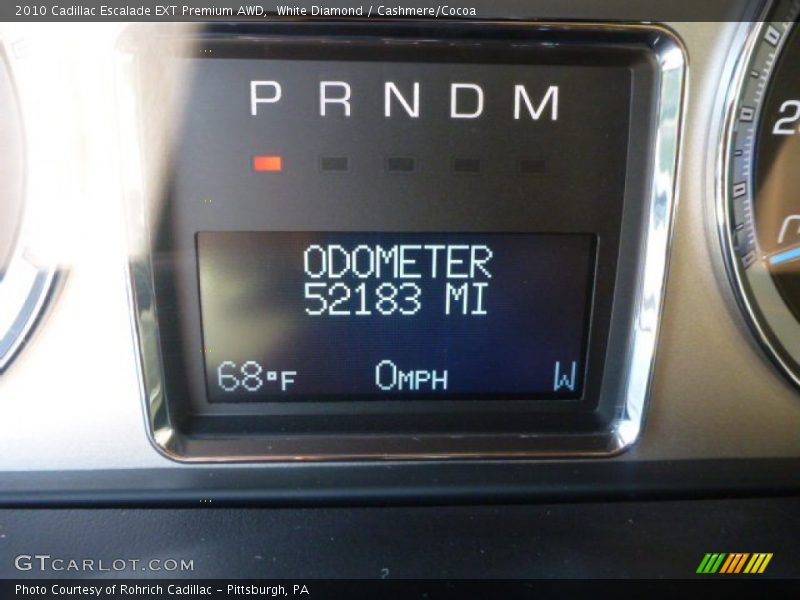 2010 Cadillac Escalade EXT Premium AWD,  White Diamond / Cashmere/Cocoa
P R N D M
ODOMETER
52183 MI
68°F 0MPH W
GTCARLOT.COM
Photo Courtesy of Rohrich Cadillac - Pittsburgh, PA